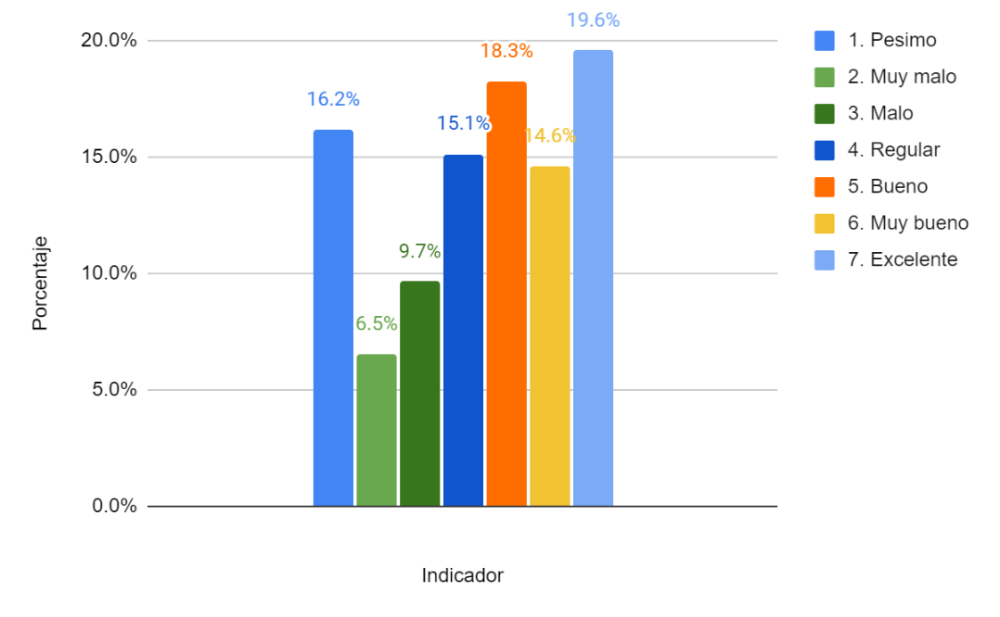 19.6%
20.0%
18.3%
16.2%
15.1%
14.6%
15.0%
9.7%
10.0%
6.5%
5.0%
0.0%
Porcentaje
Indicador
1. Pesimo
2. Muy malo
3. Malo
4. Regular
5. Bueno
6. Muy bueno
7. Excelente